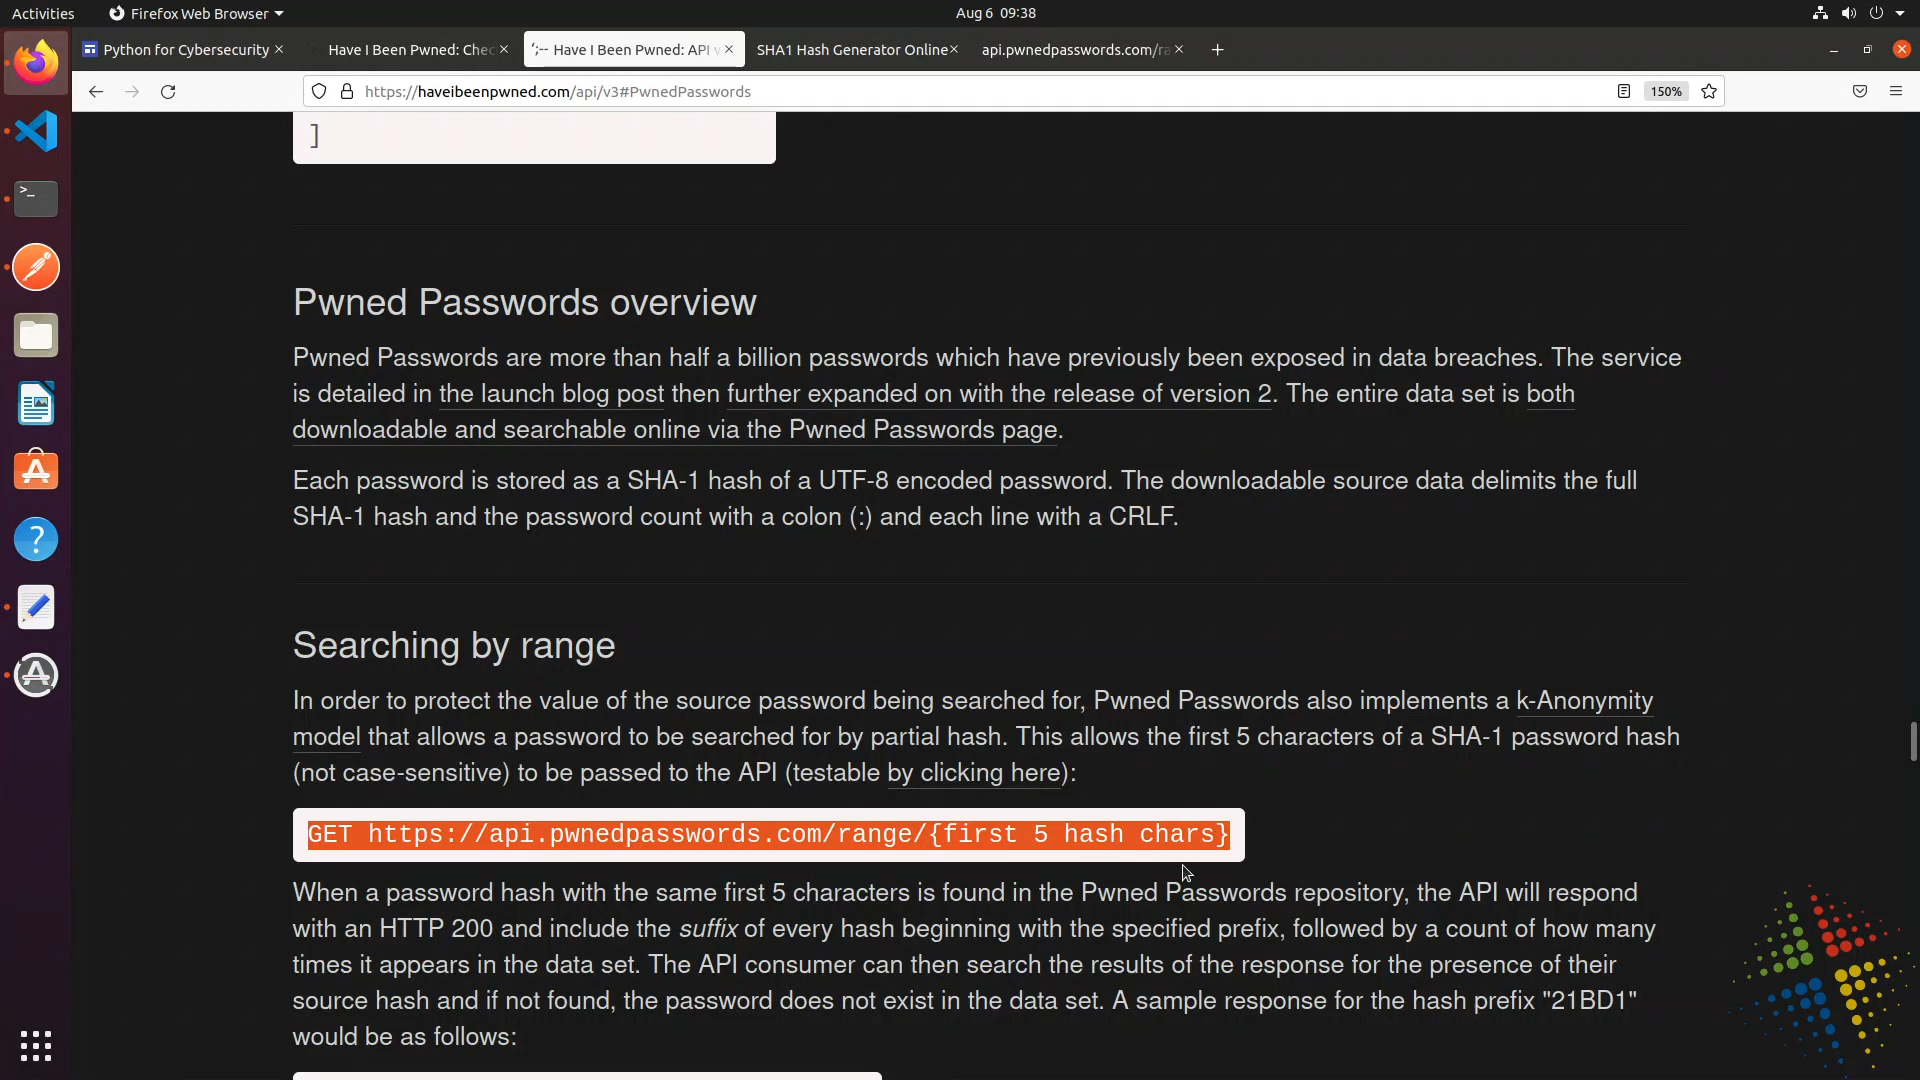 Activities
Firefox Web Browser
Aug 6 09:38
Python for Cybersecurity
Have I Been Pwned: Chec
';-- Have I Been Pwned: API v
SHA1 Hash Generator Online
api.pwnedpasswords.com/ra
https://haveibeenpwned.com/api/v3#PwnedPasswords
150%
]
Pwned Passwords overview
Pwned Passwords are more than half a billion passwords which have previously been exposed in data breaches. The service
is detailed in the launch blog post then further expanded on with the release of version 2. The entire data set is both
downloadable and searchable online via the Pwned Passwords page.
Each password is stored as a SHA-1 hash of a UTF-8 encoded password. The downloadable source data delimits the full
SHA-1 hash and the password count with a colon (:) and each line with a CRLF.
Searching by range
In order to protect the value of the source password being searched for, Pwned Passwords also implements a k-Anonymity
model that allows a password to be searched for by partial hash. This allows the first 5 characters of a SHA-1 password hash
(not case-sensitive) to be passed to the API (testable by clicking here):
GET https://api.pwnedpasswords.com/range/{first 5 hash chars}
When a password hash with the same first 5 characters is found in the Pwned Passwords repository, the API will respond
with an HTTP 200 and include the suffix of every hash beginning with the specified prefix, followed by a count of how many
times it appears in the data set. The API consumer can then search the results of the response for the presence of their
source hash and if not found, the password does not exist in the data set. A sample response for the hash prefix "21BD1"
would be as follows: